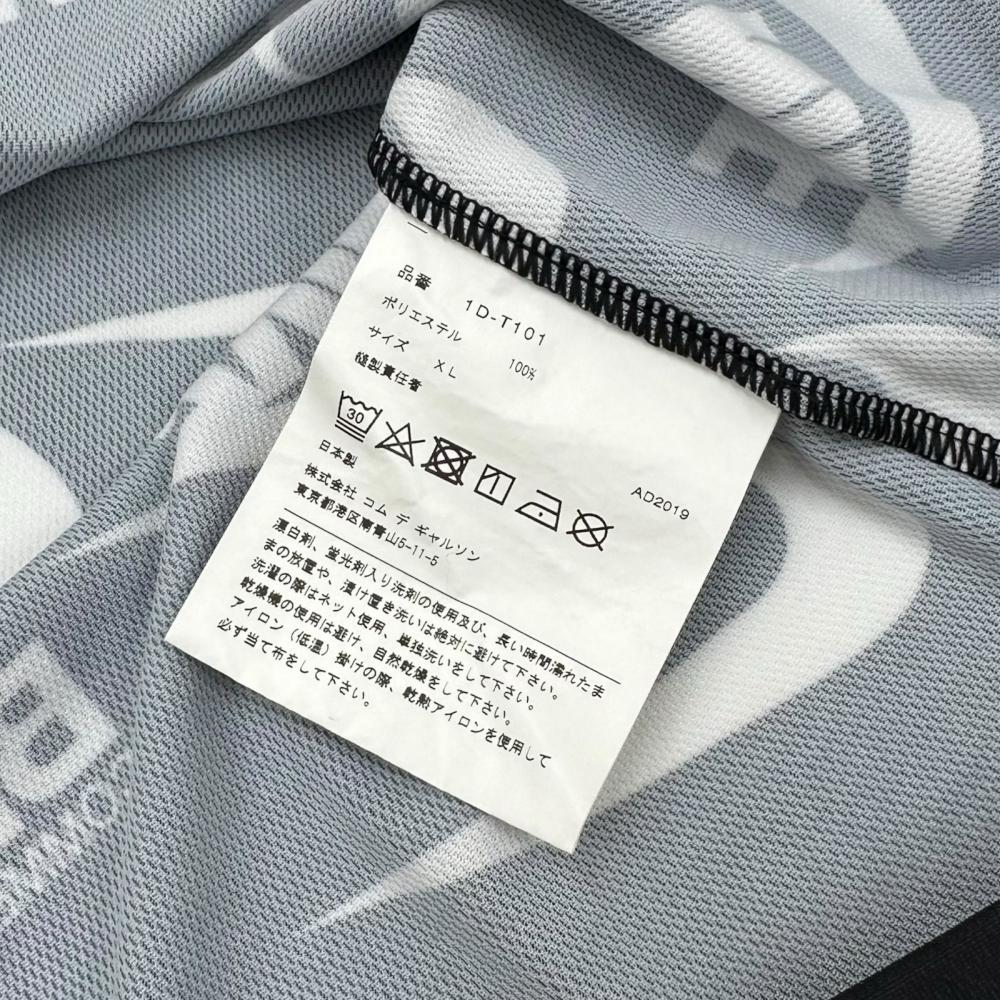 品番 1D-T101
ポリエステル 100%
サイズ XL
縫製責任者
30
AD2019
日本製
株式会社 コム デ ギャルソン
東京都港区南青山5-11-5
漂白剤、蛍光剤入り洗剤の使用及び、長い時間濡れたま
まの放置や、漬け置き洗いは絶対に避けて下さい。
洗濯の際はネット使用、単独洗いをして下さい。
乾燥機の使用は避け、自然乾燥をして下さい。
アイロン（低温）掛けの際、乾熱アイロンを使用して
必ず当て布をして下さい。